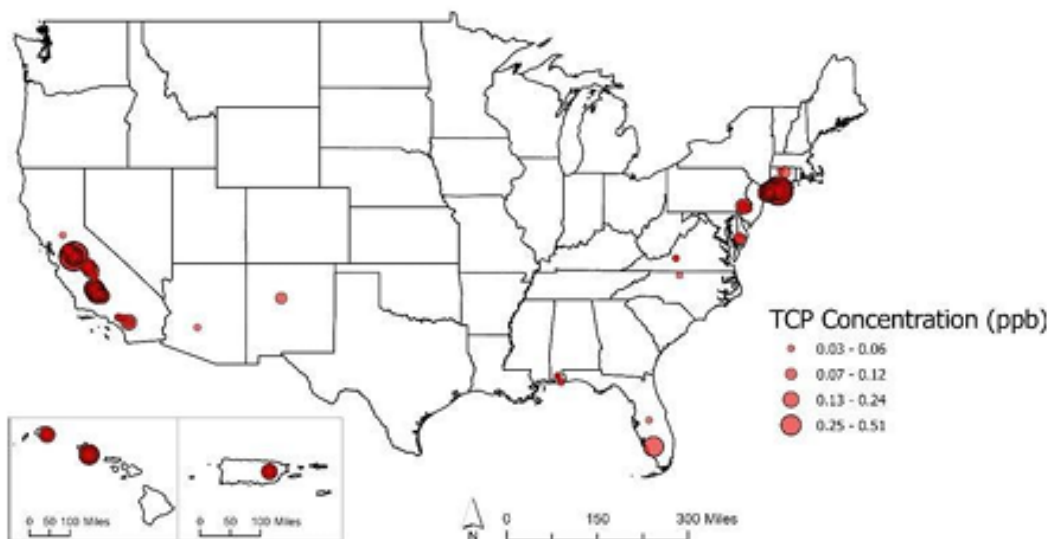 TCP Concentration (ppb)
0.03 - 0.06
0.07 - 0.12
0.13 - 0.24
0.25 - 0.51
0 50 100 Miles
0 50 100 Miles
N
0 150 300 Miles